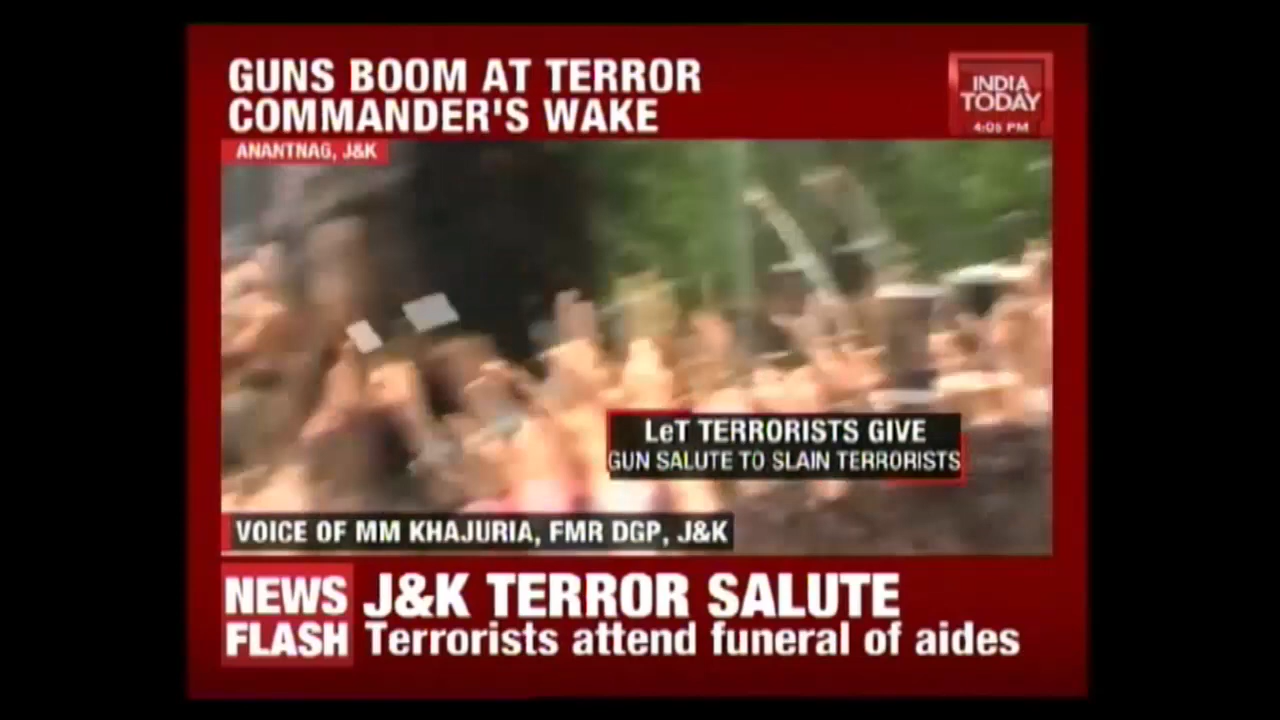 GUNS BOOM AT TERROR
COMMANDER'S WAKE
INDIA
TODAY
4:05 PM
ANANTNAG, J&K
LeT TERRORISTS GIVE
GUN SALUTE TO SLAIN TERRORISTS
VOICE OF MM KHAJURIA, FMR DGP, J&K
NEWS
FLASH
J&K TERROR SALUTE
Terrorists attend funeral of aides